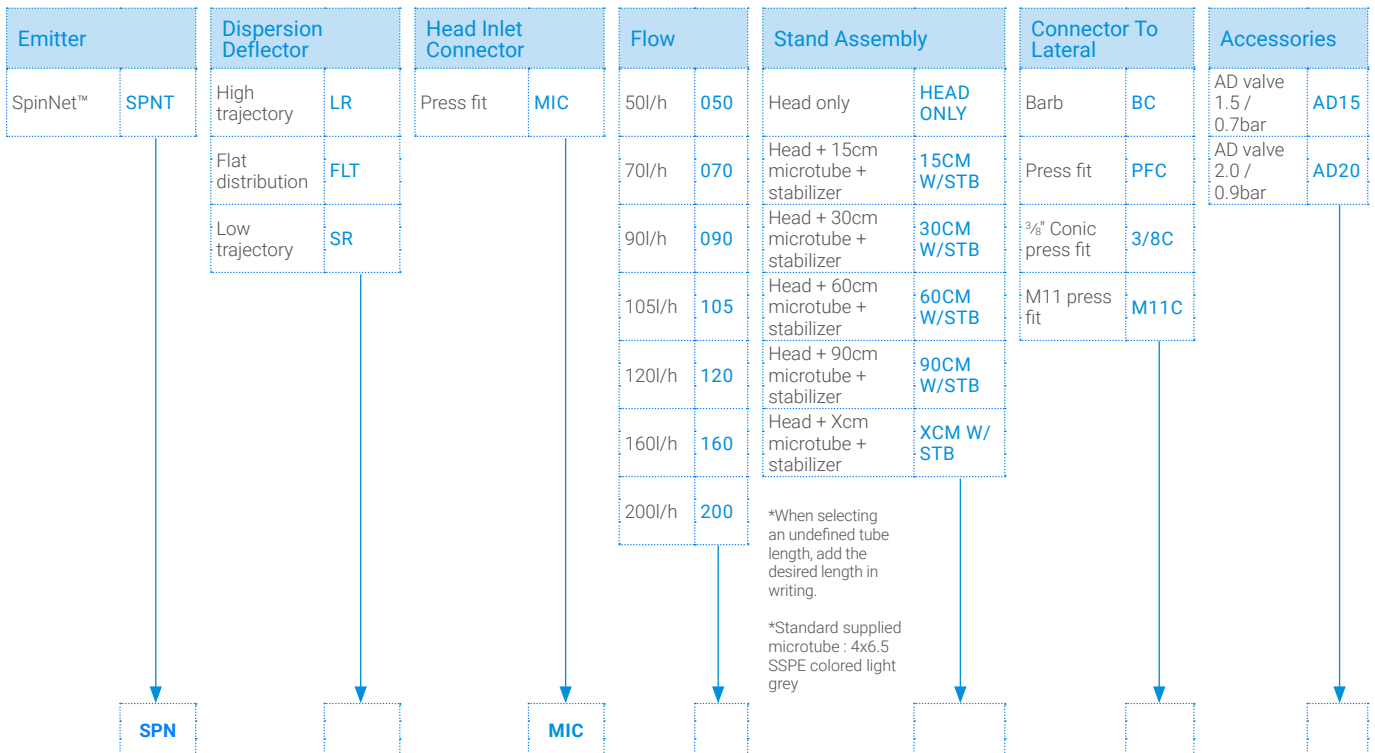 Emitter
SpinNet™
SPNT
Dispersion
Deflector
High
trajectory
LR
Flat
distribution
FLT
Low
trajectory
SR
Head Inlet
Connector
Press fit
MIC
Flow
50l/h
050
70l/h
070
90l/h
090
105l/h
105
120l/h
120
160l/h
160
200l/h
200
Stand Assembly
Head only
HEAD
ONLY
Head + 15cm
microtube +
stabilizer
15CM
W/STB
Head + 30cm
microtube +
stabilizer
30CM
W/STB
Head + 60cm
microtube +
stabilizer
60CM
W/STB
Head + 90cm
microtube +
stabilizer
90CM
W/STB
Head + Xcm
microtube +
stabilizer
XCM W/
STB
*When selecting
an undefined tube
length, add the
desired length in
writing.
*Standard supplied
microtube : 4x6.5
SSPE colored light
grey
Connector To
Lateral
Barb
BC
Press fit
PFC
⅜" Conic
press fit
3/8C
M11 press
fit
M11C
Accessories
AD valve
1.5 /
0.7bar
AD15
AD valve
2.0 /
0.9bar
AD20
SPN
MIC